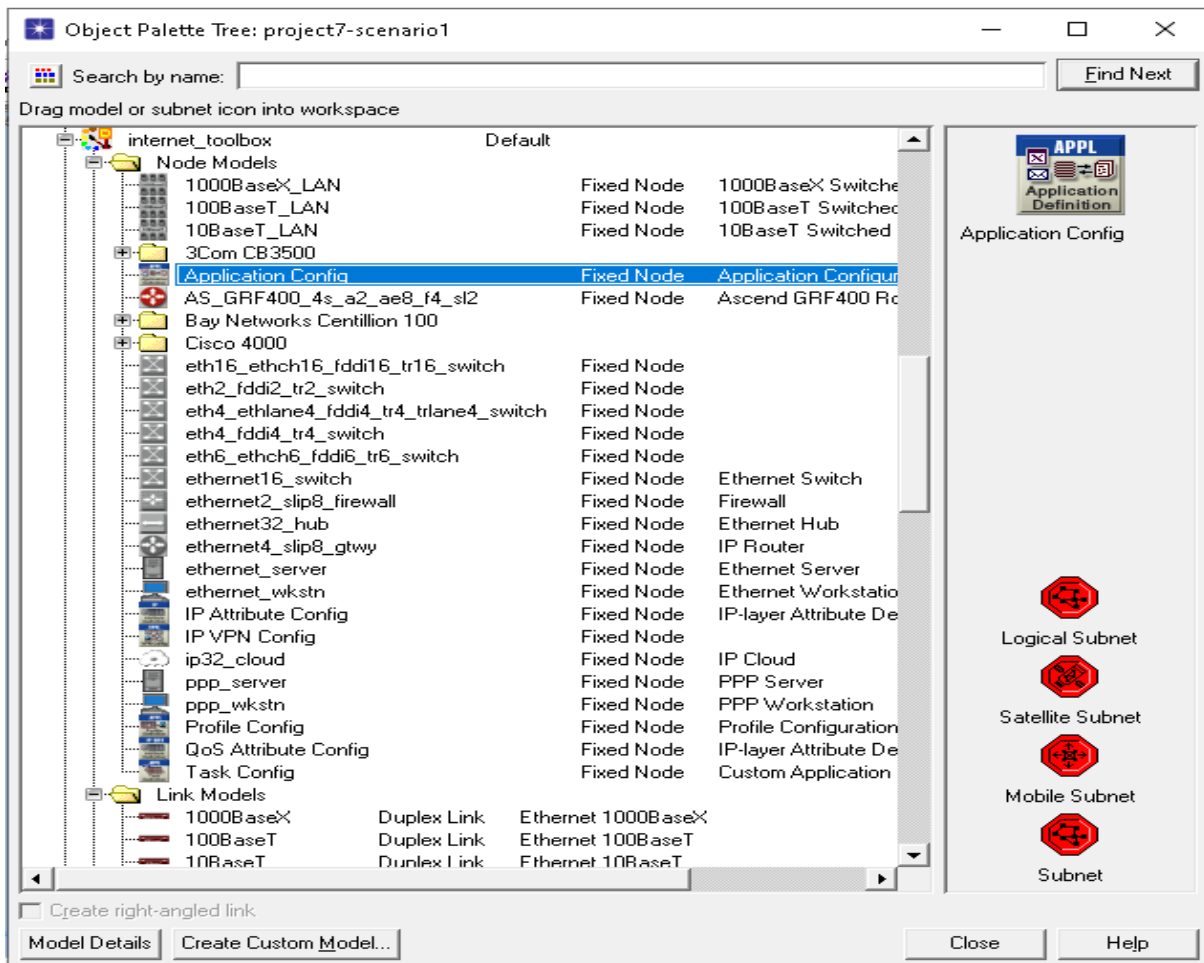 Object Palette Tree: project7-scenario1
Search by name:
Find Next
Drag model or subnet icon into workspace
internet_toolbox Default
Node Models
1000BaseX_LAN Fixed Node 1000BaseX Switche
100BaseT_LAN Fixed Node 100BaseT Switched
10BaseT_LAN Fixed Node 10BaseT Switched
3Com CB3500
Application Config Fixed Node Application Configur
AS_GRF400_4s_a2_ae8_f4_sl2 Fixed Node Ascend GRF400 Ro
Bay Networks Centillion 100
Cisco 4000
eth16_ethch16_fddi16_tr16_switch Fixed Node
eth2_fddi2_tr2_switch Fixed Node
eth4_ethlane4_fddi4_tr4_trlane4_switch Fixed Node
eth4_fddi4_tr4_switch Fixed Node
eth6_ethch6_fddi6_tr6_switch Fixed Node
ethernet16_switch Fixed Node Ethernet Switch
ethernet2_slip8_firewall Fixed Node Firewall
ethernet32_hub Fixed Node Ethernet Hub
ethernet4_slip8_gtwy Fixed Node IP Router
ethernet_server Fixed Node Ethernet Server
ethernet_wkstn Fixed Node Ethernet Workstatio
IP Attribute Config Fixed Node IP-layer Attribute De
IP VPN Config Fixed Node
ip32_cloud Fixed Node IP Cloud
ppp_server Fixed Node PPP Server
ppp_wkstn Fixed Node PPP Workstation
Profile Config Fixed Node Profile Configuration
QoS Attribute Config Fixed Node IP-layer Attribute De
Task Config Fixed Node Custom Application
Link Models
1000BaseX Duplex Link Ethernet 1000BaseX
100BaseT Duplex Link Ethernet 100BaseT
10BaseT Duplex Link Ethernet 10BaseT
APPL
Application
Definition
Application Config
Logical Subnet
Satellite Subnet
Mobile Subnet
Subnet
Create right-angled link
Model Details
Create Custom Model...
Close
Help